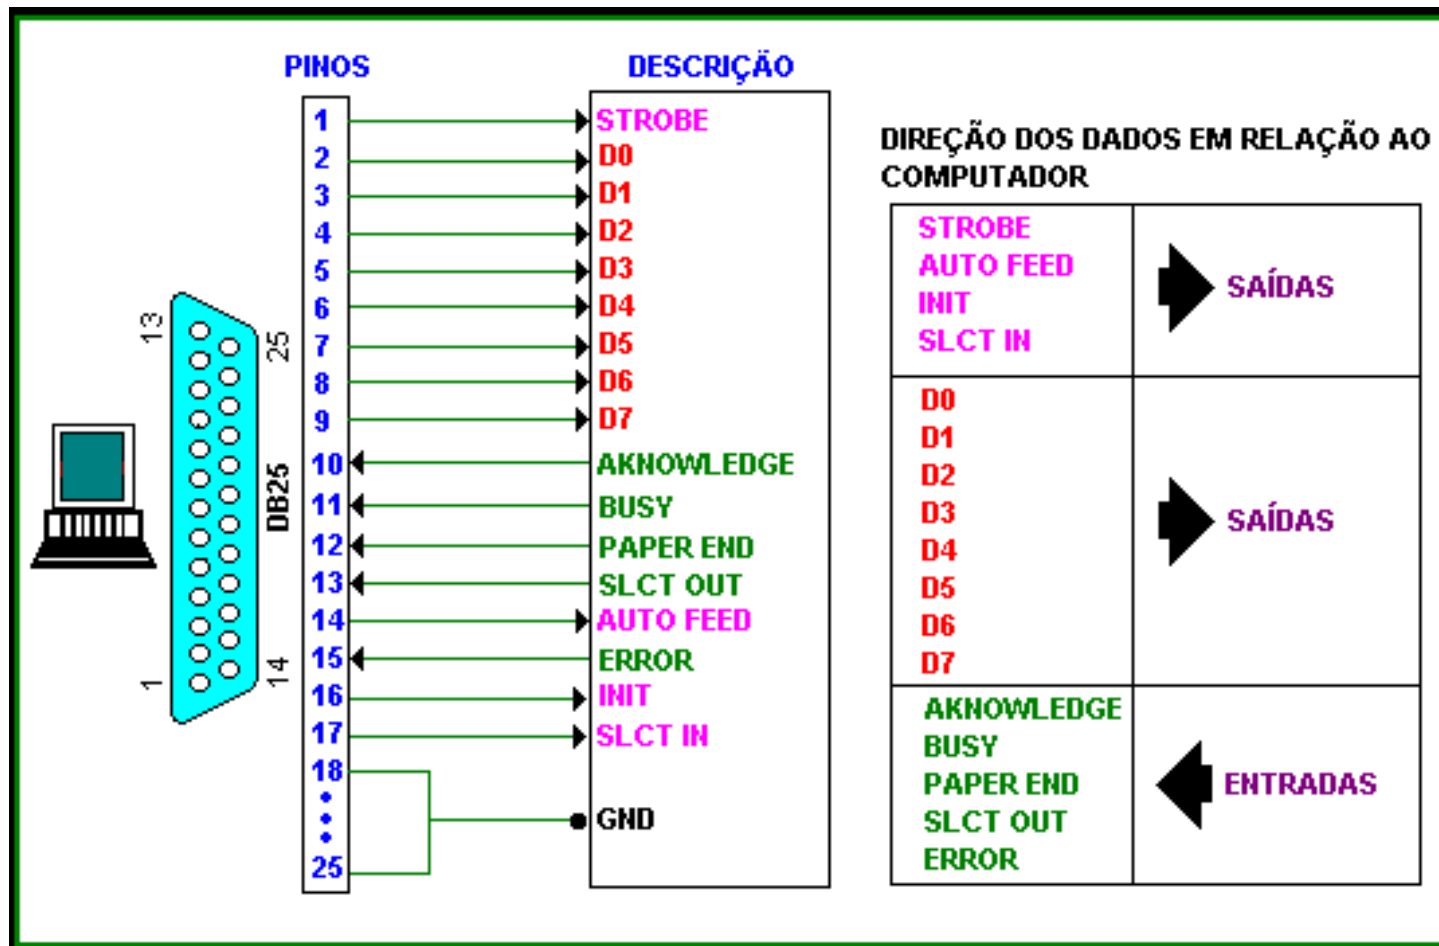 PINOS
DESCRIÇÃO
1 STROBE
2 D0
3 D1
4 D2
5 D3
6 D4
7 D5
8 D6
9 D7
10 AKNOWLEDGE
11 BUSY
12 PAPER END
13 SLCT OUT
14 AUTO FEED
15 ERROR
16 INIT
17 SLCT IN
18
GND
25
13
25
DB25
1
14
DIREÇÃO DOS DADOS EM RELAÇÃO AO
COMPUTADOR
STROBE
AUTO FEED
INIT
SLCT IN
SAÍDAS
D0
D1
D2
D3
D4
D5
D6
D7
SAÍDAS
AKNOWLEDGE
BUSY
PAPER END
SLCT OUT
ERROR
ENTRADAS